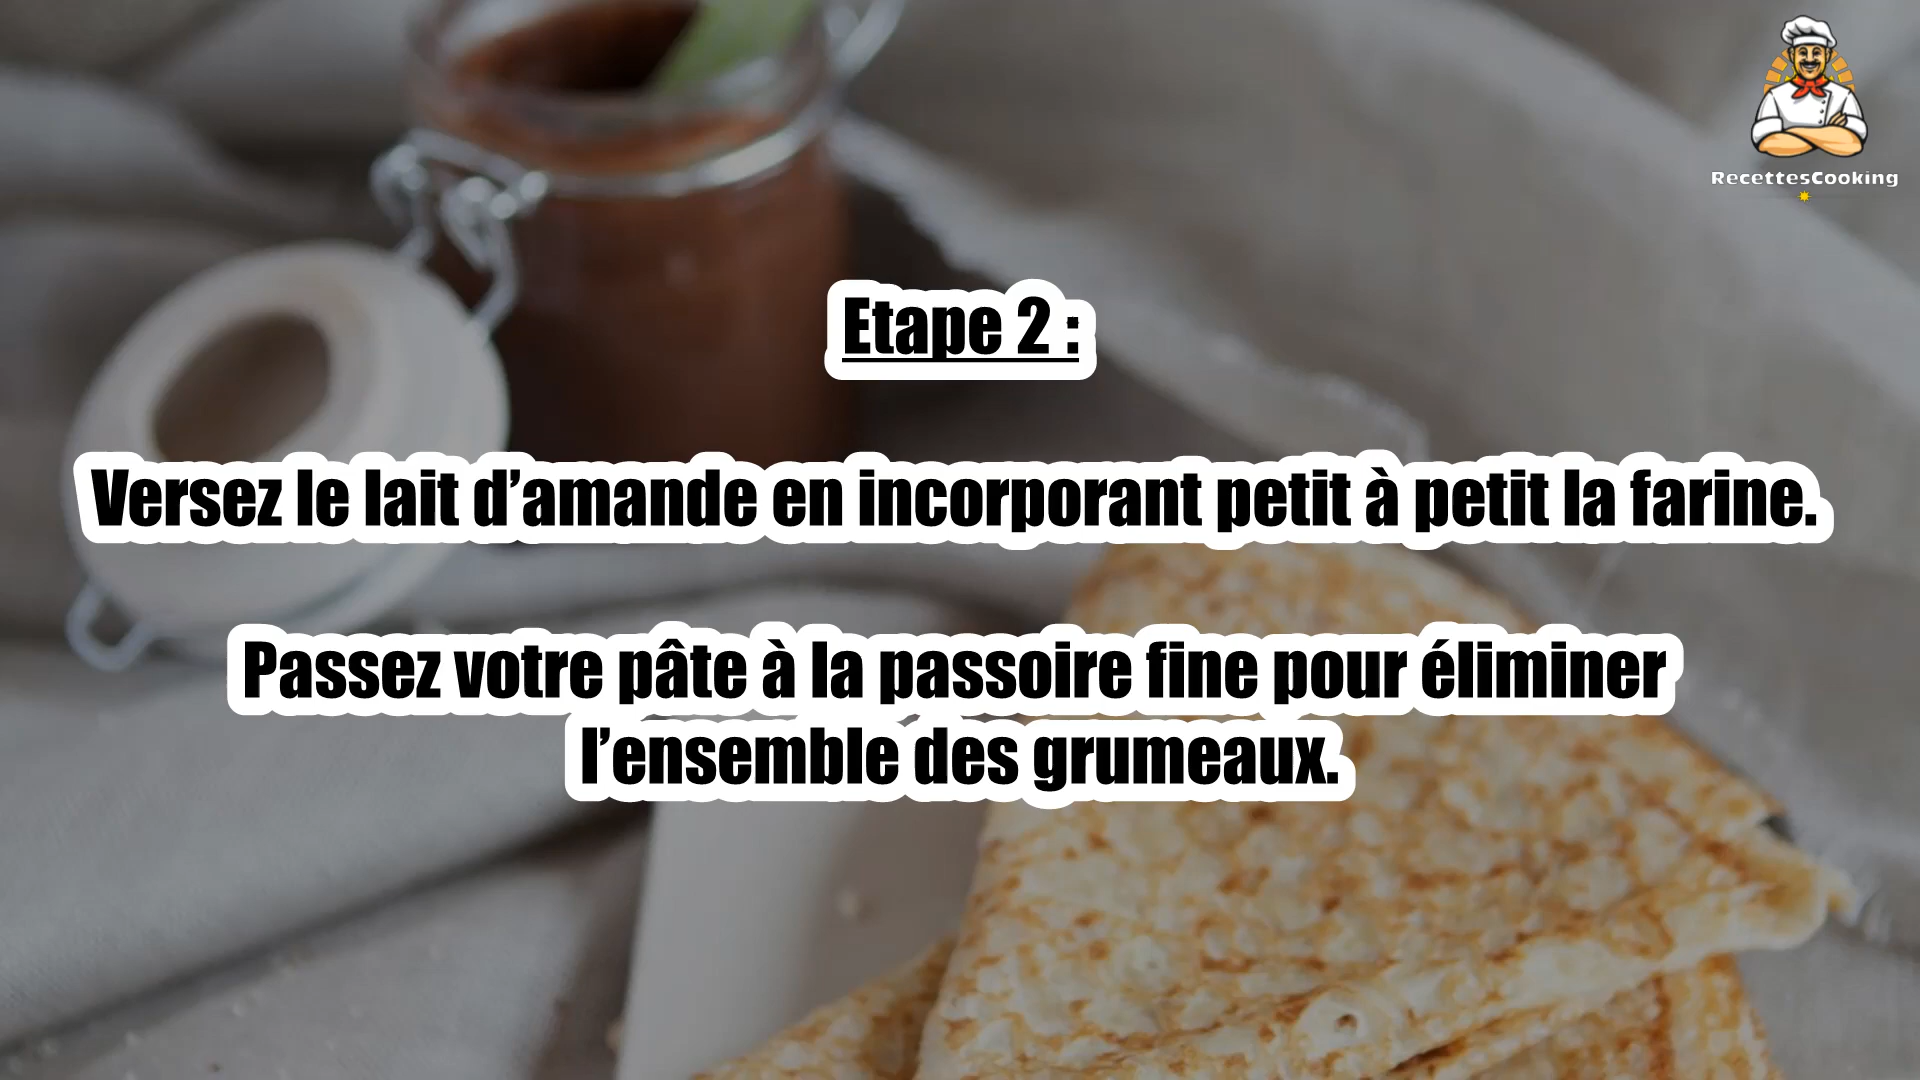 RecettesCooking
Etape 2 :
Versez le lait d’amande en incorporant petit à petit la farine.
Passez votre pâte à la passoire fine pour éliminer
l’ensemble des grumeaux.